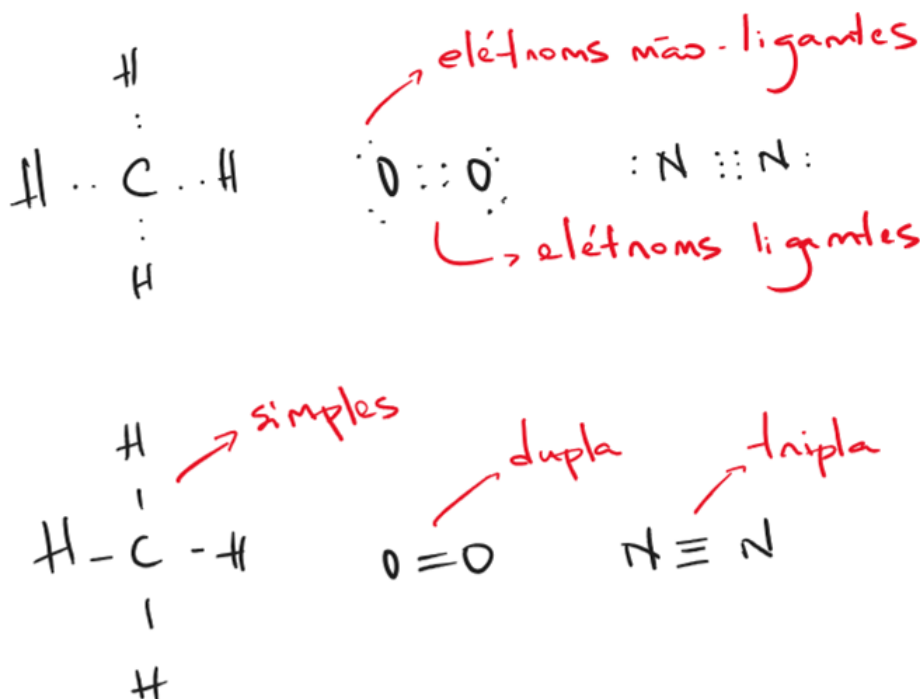 elétrons não-ligantes
H
:
H ·· C ·· H
:
H
:O::O:
:N:::N:
elétrons ligantes
simples
dupla
tripla
H
|
H - C - H
|
H
O=O
N≡N